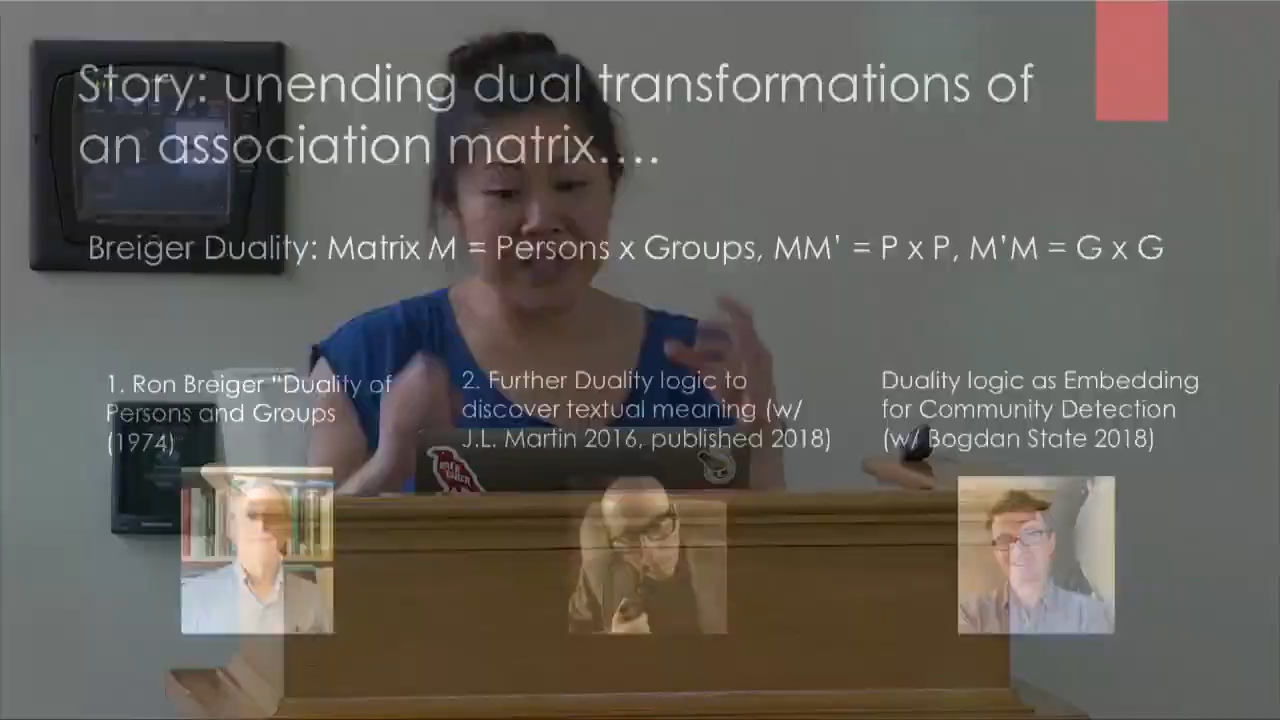 Story: unending dual transformations of
an association matrix….
Breiger Duality: Matrix M = Persons x Groups, MM' = P x P, M'M = G x G
1. Ron Breiger “Duality of
Persons and Groups
(1974)
2. Further Duality logic to
discover textual meaning (w/
J.L. Martin 2016, published 2018)
Duality logic as Embedding
for Community Detection
(w/ Bogdan State 2018)